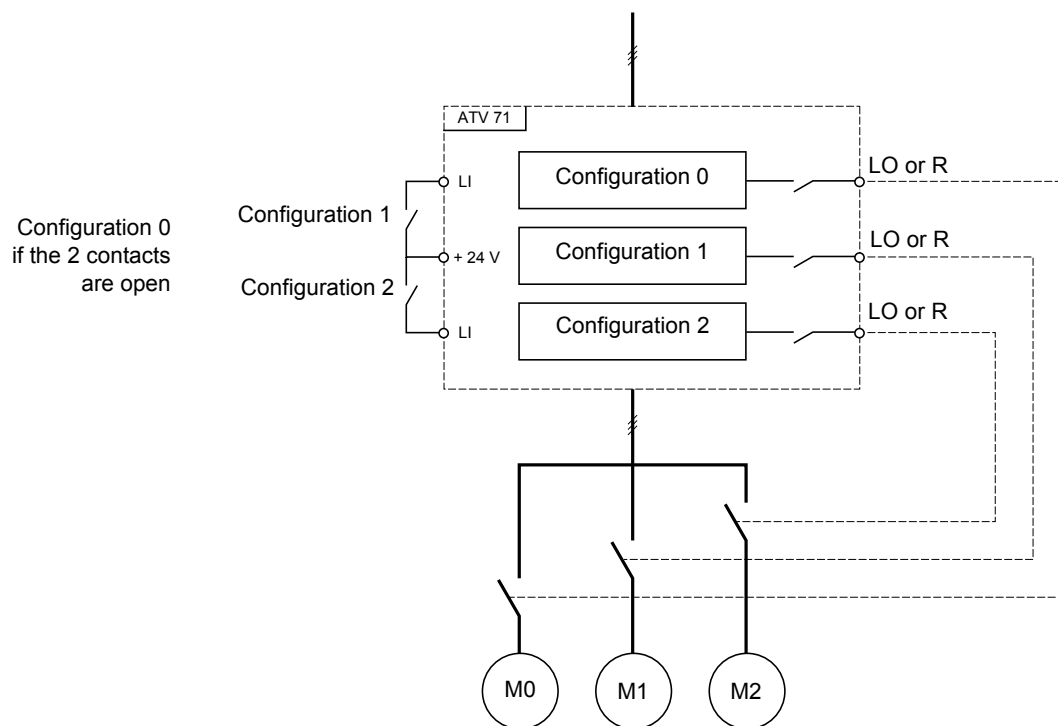 ATV 71
Configuration 0
LO or R
LI
Configuration 1
Configuration 0
if the 2 contacts
are open
+ 24 V
Configuration 1
LO or R
Configuration 2
LI
Configuration 2
LO or R
M0
M1
M2